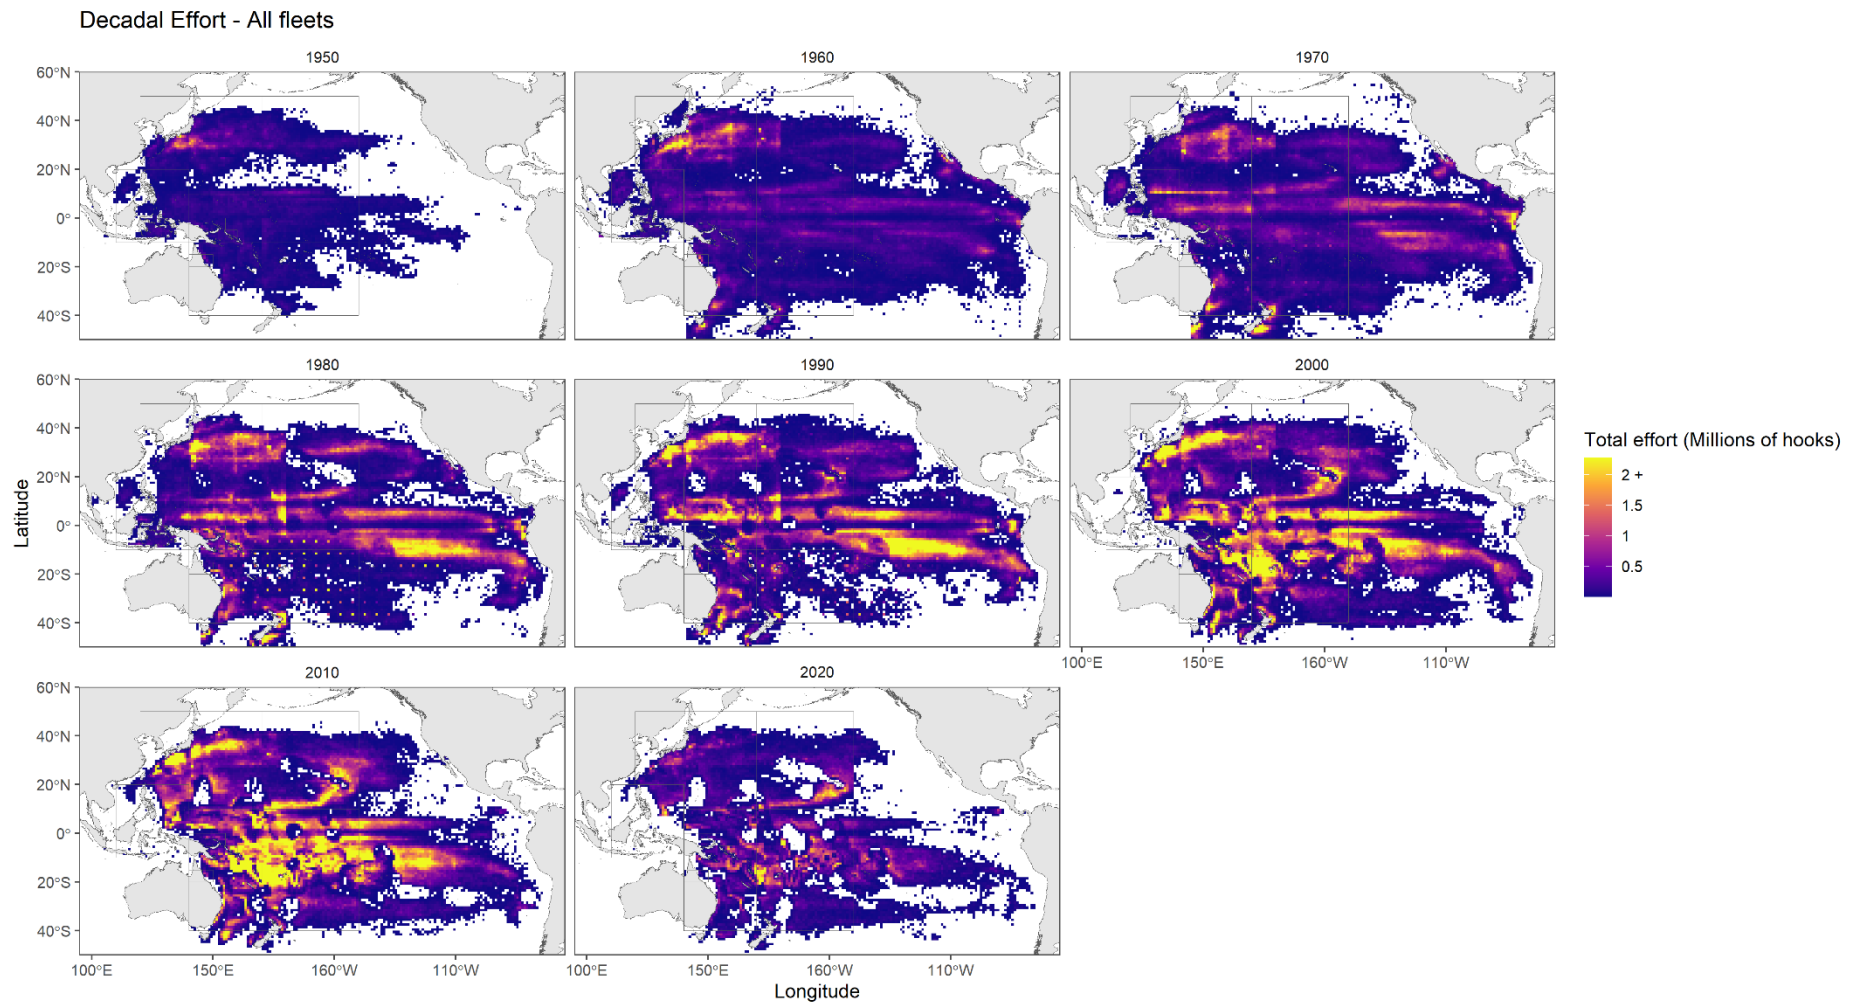 Decadal Effort - All fleets
1950
1960
1970
60°N
40°N
20°N
0°
20°S
40°S
1980
1990
2000
60°N
40°N
20°N
0°
20°S
40°S
Latitude
Total effort (Millions of hooks)
2 +
1.5
1
0.5
100°E
150°E
160°W
110°W
2010
2020
60°N
40°N
20°N
0°
20°S
40°S
100°E
150°E
160°W
110°W
100°E
150°E
160°W
110°W
Longitude